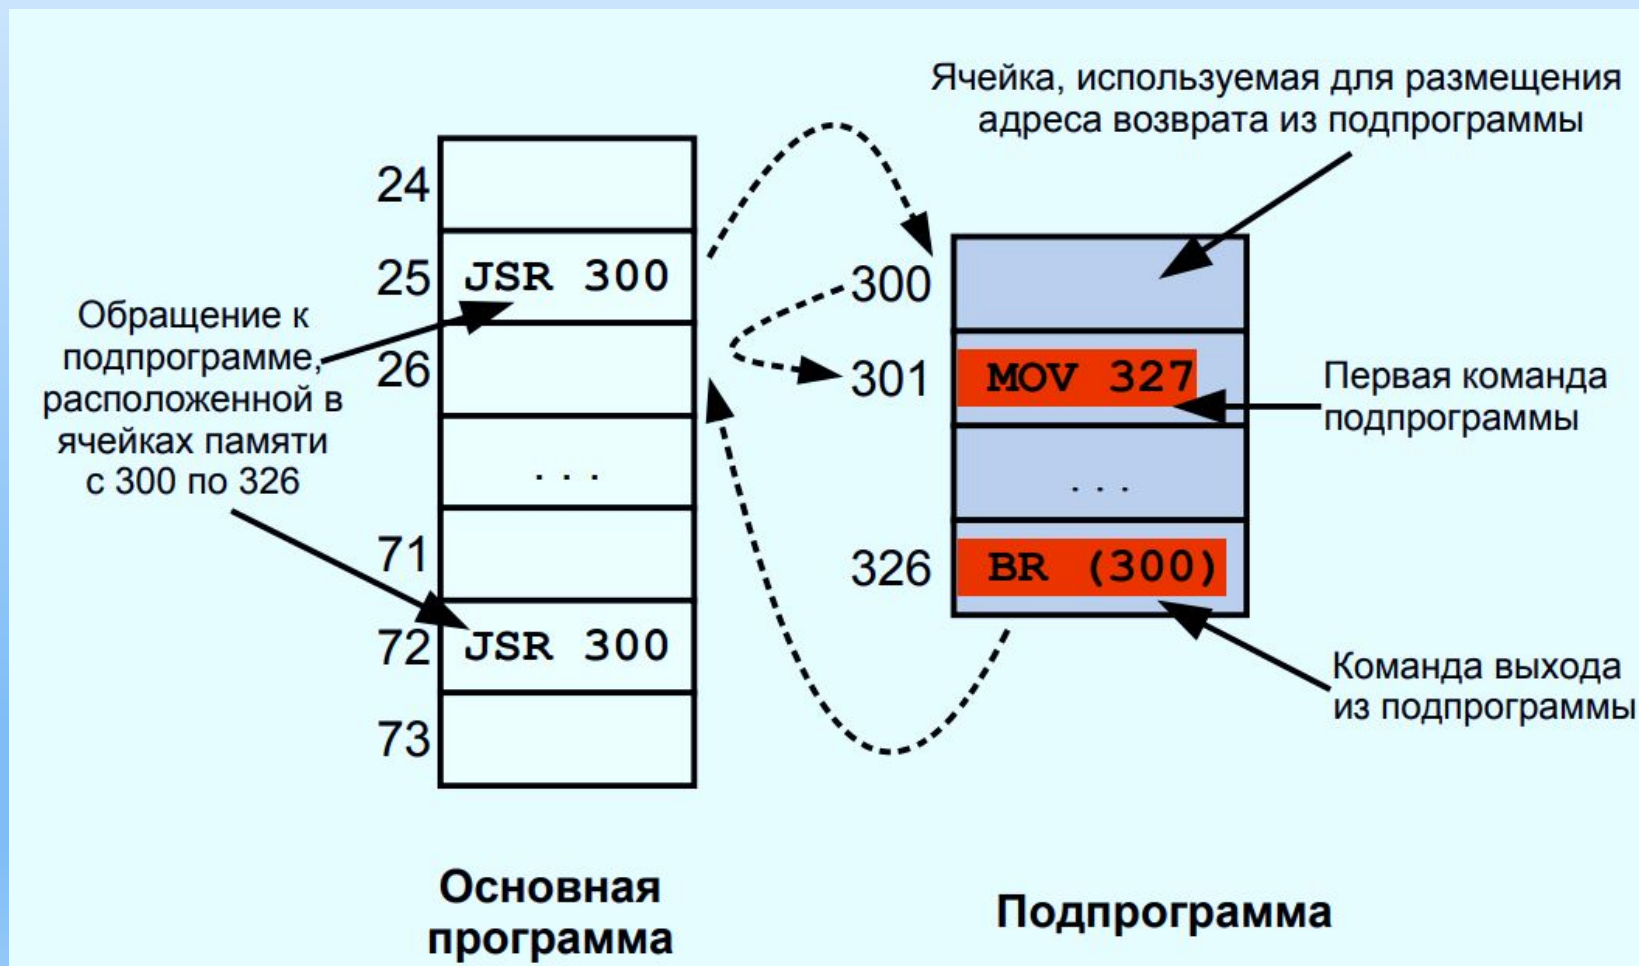 Ячейка, используемая для размещения
адреса возврата из подпрограммы
24
25
JSR 300
26
. . .
71
72
JSR 300
73
Обращение к
подпрограмме,
расположенной в
ячейках памяти
с 300 по 326
300
301
MOV 327
. . .
326
BR (300)
Первая команда
подпрограммы
Команда выхода
из подпрограммы
Основная
программа
Подпрограмма